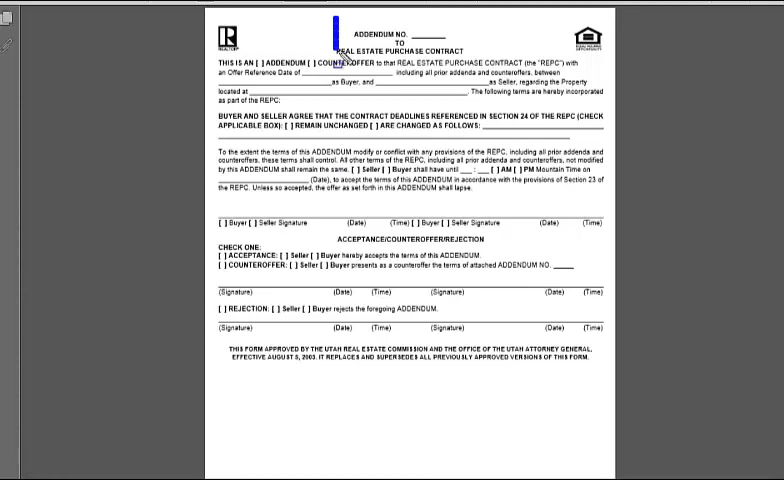 REALTOR
ADDENDUM NO. ________
TO
REAL ESTATE PURCHASE CONTRACT
THIS IS AN [ ] ADDENDUM [ ] COUNTEROFFER to that REAL ESTATE PURCHASE CONTRACT (the "REPC") with
an Offer Reference Date of ____________________ including all prior addenda and counteroffers, between
________________________as Buyer, and ________________________as Seller, regarding the Property
located at ______________________________________________. The following terms are hereby incorporated
as part of the REPC:
BUYER AND SELLER AGREE THAT THE CONTRACT DEADLINES REFERENCED IN SECTION 24 OF THE REPC (CHECK
APPLICABLE BOX): [ ] REMAIN UNCHANGED [ ] ARE CHANGED AS FOLLOWS: ________________________
To the extent the terms of this ADDENDUM modify or conflict with any provisions of the REPC, including all prior addenda and
counteroffers, these terms shall control. All other terms of the REPC, including all prior addenda and counteroffers, not modified
by this ADDENDUM shall remain the same. [ ] Seller [ ] Buyer shall have until ___ : ___ [ ] AM [ ] PM Mountain Time on
____________________ (Date), to accept the terms of this ADDENDUM in accordance with the provisions of Section 23 of
the REPC. Unless so accepted, the offer as set forth in this ADDENDUM shall lapse.
[ ] Buyer [ ] Seller Signature (Date) (Time) [ ] Buyer [ ] Seller Signature (Date) (Time)
ACCEPTANCE/COUNTEROFFER/REJECTION
CHECK ONE:
[ ] ACCEPTANCE: [ ] Seller [ ] Buyer hereby accepts the terms of this ADDENDUM.
[ ] COUNTEROFFER: [ ] Seller [ ] Buyer presents as a counteroffer the terms of attached ADDENDUM NO. _____
(Signature) (Date) (Time) (Signature) (Date) (Time)
[ ] REJECTION: [ ] Seller [ ] Buyer rejects the foregoing ADDENDUM.
(Signature) (Date) (Time) (Signature) (Date) (Time)
THIS FORM APPROVED BY THE UTAH REAL ESTATE COMMISSION AND THE OFFICE OF THE UTAH ATTORNEY GENERAL,
EFFECTIVE AUGUST 5, 2003. IT REPLACES AND SUPERSEDES ALL PREVIOUSLY APPROVED VERSIONS OF THIS FORM.